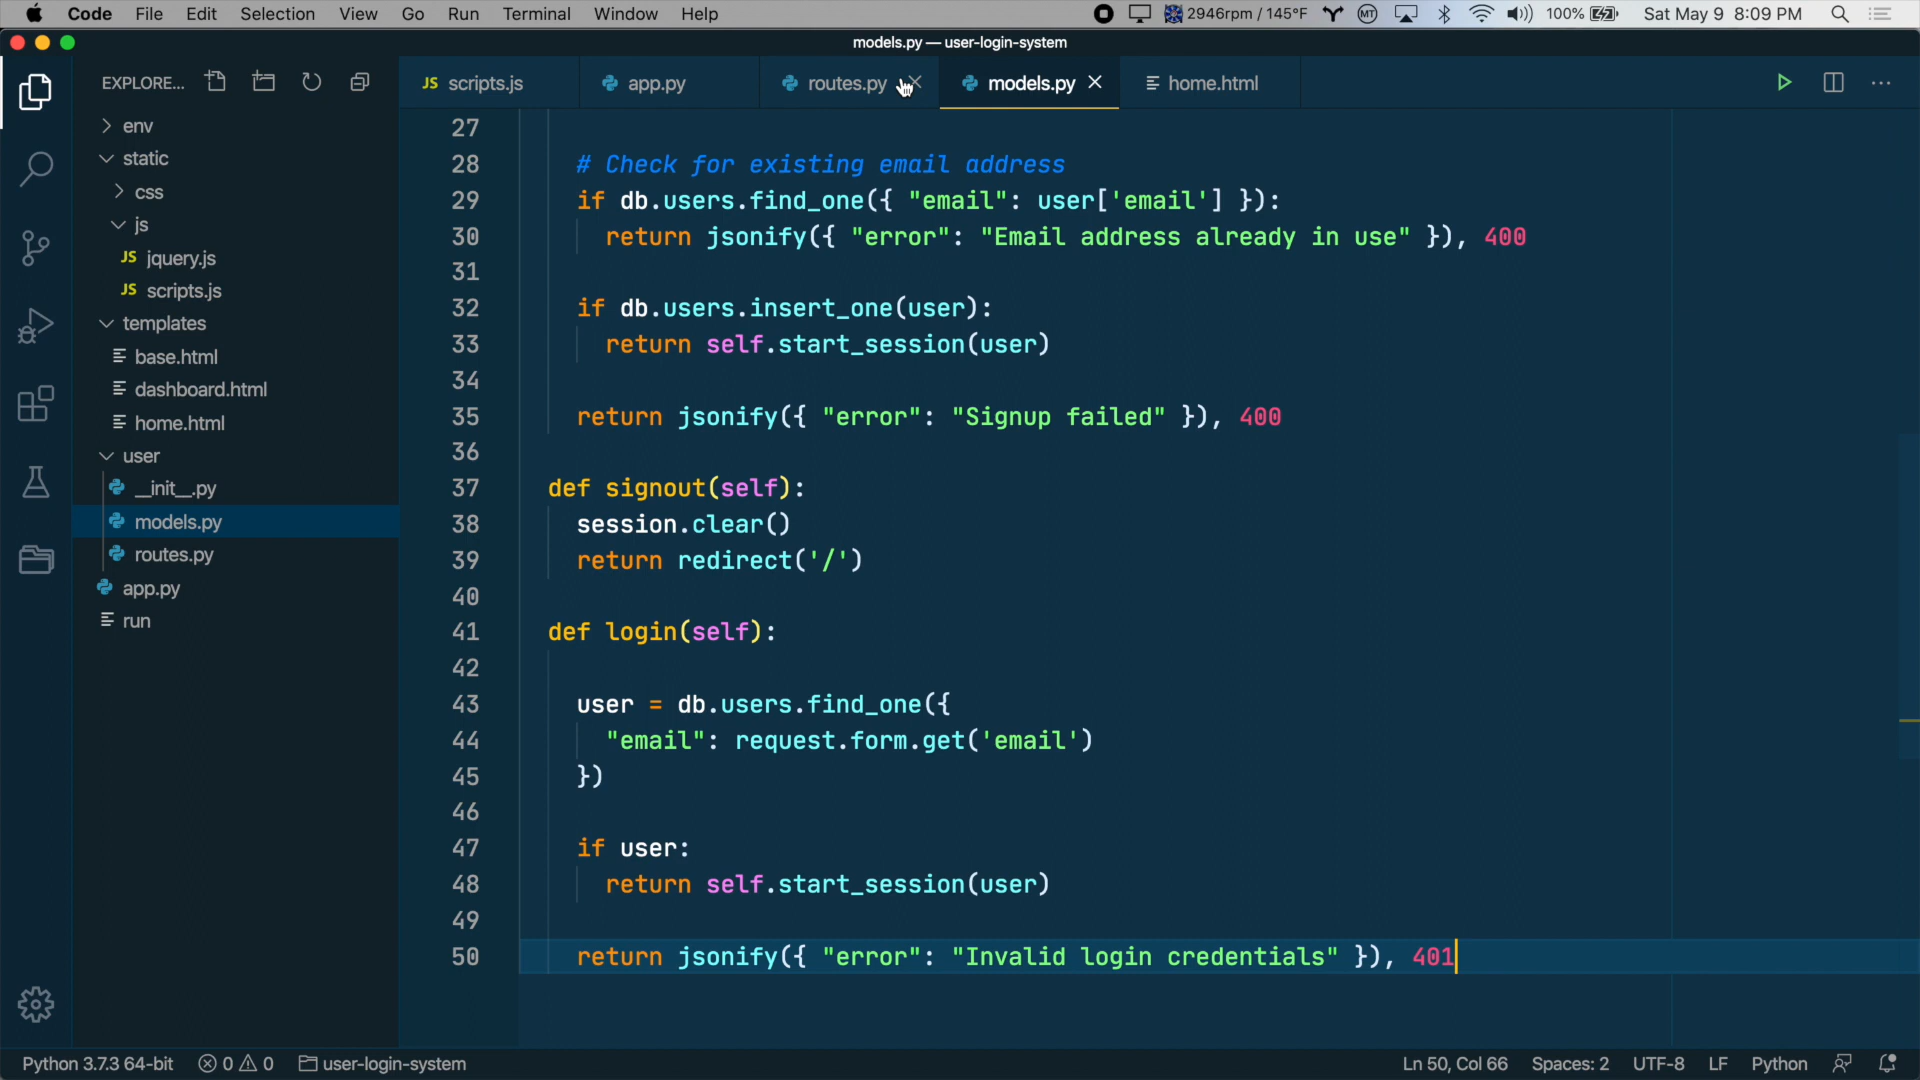 Code File Edit Selection View Go Run Terminal Window Help 2946rpm / 145°F MT 100% Sat May 9 8:09 PM
models.py — user-login-system
EXPLORE...
JS scripts.js app.py routes.py models.py home.html
env
static
css
js
JS jquery.js
JS scripts.js
templates
base.html
dashboard.html
home.html
user
__init__.py
models.py
routes.py
app.py
run
27
28 # Check for existing email address
29 if db.users.find_one({ "email": user['email'] }):
30 return jsonify({ "error": "Email address already in use" }), 400
31
32 if db.users.insert_one(user):
33 return self.start_session(user)
34
35 return jsonify({ "error": "Signup failed" }), 400
36
37 def signout(self):
38 session.clear()
39 return redirect('/')
40
41 def login(self):
42
43 user = db.users.find_one({
44 "email": request.form.get('email')
45 })
46
47 if user:
48 return self.start_session(user)
49
50 return jsonify({ "error": "Invalid login credentials" }), 401
Python 3.7.3 64-bit 0 0 user-login-system Ln 50, Col 66 Spaces: 2 UTF-8 LF Python